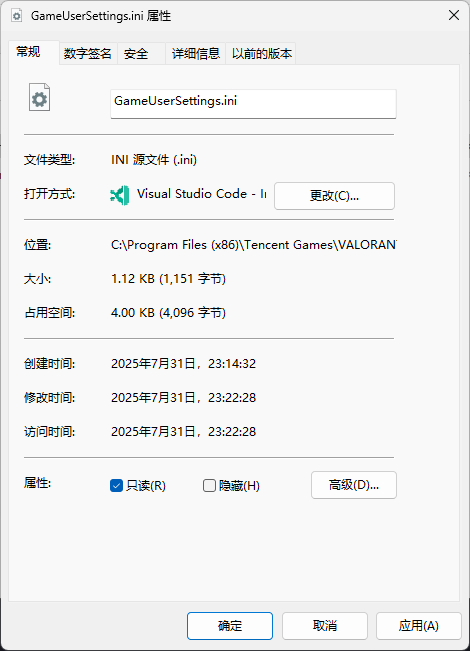 GameUserSettings.ini 属性
常规 数字签名 安全 详细信息 以前的版本
GameUserSettings.ini
文件类型: INI 源文件 (.ini)
打开方式: Visual Studio Code - I 更改(C)...
位置: C:\Program Files (x86)\Tencent Games\VALORAN
大小: 1.12 KB (1,151 字节)
占用空间: 4.00 KB (4,096 字节)
创建时间: 2025年7月31日，23:14:32
修改时间: 2025年7月31日，23:22:28
访问时间: 2025年7月31日，23:22:28
属性: 只读(R) 隐藏(H) 高级(D)...
确定 取消 应用(A)